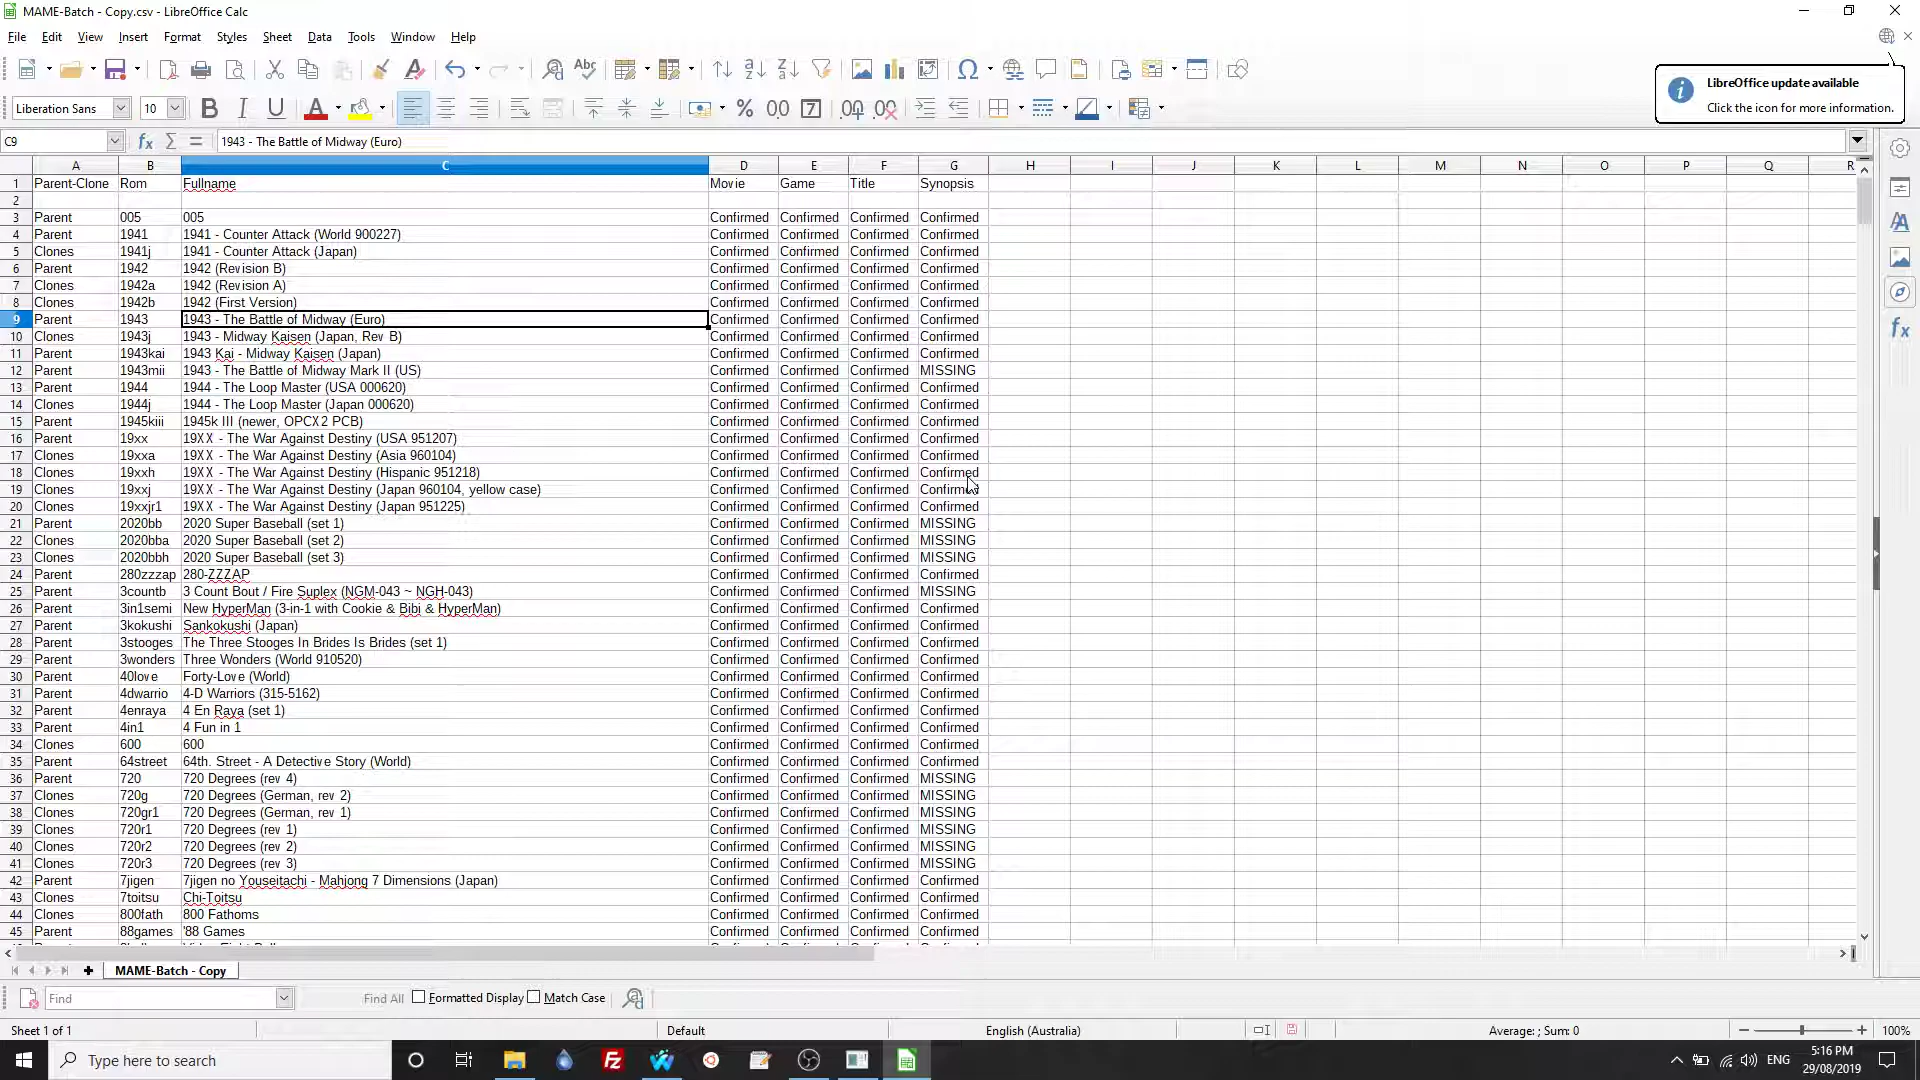 MAME-Batch - Copy.csv - LibreOffice Calc
File Edit View Insert Format Styles Sheet Data Tools Window Help
LibreOffice update available
Click the icon for more information.
Liberation Sans 10
C9 1943 - The Battle of Midway (Euro)
A B C D E F G H I J K L M N O P Q R
1 Parent-Clone Rom Fullname Movie Game Title Synopsis
2
3 Parent 005 005 Confirmed Confirmed Confirmed Confirmed
4 Parent 1941 1941 - Counter Attack (World 900227) Confirmed Confirmed Confirmed Confirmed
5 Clones 1941j 1941 - Counter Attack (Japan) Confirmed Confirmed Confirmed Confirmed
6 Parent 1942 1942 (Revision B) Confirmed Confirmed Confirmed Confirmed
7 Clones 1942a 1942 (Revision A) Confirmed Confirmed Confirmed Confirmed
8 Clones 1942b 1942 (First Version) Confirmed Confirmed Confirmed Confirmed
9 Parent 1943 1943 - The Battle of Midway (Euro) Confirmed Confirmed Confirmed Confirmed
10 Clones 1943j 1943 - Midway Kaisen (Japan, Rev B) Confirmed Confirmed Confirmed Confirmed
11 Parent 1943kai 1943 Kai - Midway Kaisen (Japan) Confirmed Confirmed Confirmed Confirmed
12 Parent 1943mii 1943 - The Battle of Midway Mark II (US) Confirmed Confirmed Confirmed MISSING
13 Parent 1944 1944 - The Loop Master (USA 000620) Confirmed Confirmed Confirmed Confirmed
14 Clones 1944j 1944 - The Loop Master (Japan 000620) Confirmed Confirmed Confirmed Confirmed
15 Parent 1945kiii 1945k III (newer, OPCX2 PCB) Confirmed Confirmed Confirmed Confirmed
16 Parent 19xx 19XX - The War Against Destiny (USA 951207) Confirmed Confirmed Confirmed Confirmed
17 Clones 19xxa 19XX - The War Against Destiny (Asia 960104) Confirmed Confirmed Confirmed Confirmed
18 Clones 19xxh 19XX - The War Against Destiny (Hispanic 951218) Confirmed Confirmed Confirmed Confirmed
19 Clones 19xxj 19XX - The War Against Destiny (Japan 960104, yellow case) Confirmed Confirmed Confirmed Confirmed
20 Clones 19xxjr1 19XX - The War Against Destiny (Japan 951225) Confirmed Confirmed Confirmed Confirmed
21 Parent 2020bb 2020 Super Baseball (set 1) Confirmed Confirmed Confirmed MISSING
22 Clones 2020bba 2020 Super Baseball (set 2) Confirmed Confirmed Confirmed MISSING
23 Clones 2020bbh 2020 Super Baseball (set 3) Confirmed Confirmed Confirmed MISSING
24 Parent 280zzzap 280-ZZZAP Confirmed Confirmed Confirmed Confirmed
25 Parent 3countb 3 Count Bout / Fire Suplex (NGM-043 ~ NGH-043) Confirmed Confirmed Confirmed MISSING
26 Parent 3in1semi New HyperMan (3-in-1 with Cookie & Bibi & HyperMan) Confirmed Confirmed Confirmed Confirmed
27 Parent 3kokushi Sankokushi (Japan) Confirmed Confirmed Confirmed Confirmed
28 Parent 3stooges The Three Stooges In Brides Is Brides (set 1) Confirmed Confirmed Confirmed Confirmed
29 Parent 3wonders Three Wonders (World 910520) Confirmed Confirmed Confirmed Confirmed
30 Parent 40love Forty-Love (World) Confirmed Confirmed Confirmed Confirmed
31 Parent 4dwarrio 4-D Warriors (315-5162) Confirmed Confirmed Confirmed Confirmed
32 Parent 4enraya 4 En Raya (set 1) Confirmed Confirmed Confirmed Confirmed
33 Parent 4in1 4 Fun in 1 Confirmed Confirmed Confirmed Confirmed
34 Clones 600 600 Confirmed Confirmed Confirmed Confirmed
35 Parent 64street 64th. Street - A Detective Story (World) Confirmed Confirmed Confirmed Confirmed
36 Parent 720 720 Degrees (rev 4) Confirmed Confirmed Confirmed MISSING
37 Clones 720g 720 Degrees (German, rev 2) Confirmed Confirmed Confirmed MISSING
38 Clones 720gr1 720 Degrees (German, rev 1) Confirmed Confirmed Confirmed MISSING
39 Clones 720r1 720 Degrees (rev 1) Confirmed Confirmed Confirmed MISSING
40 Clones 720r2 720 Degrees (rev 2) Confirmed Confirmed Confirmed MISSING
41 Clones 720r3 720 Degrees (rev 3) Confirmed Confirmed Confirmed MISSING
42 Parent 7jigen 7jigen no Youseitachi - Mahjong 7 Dimensions (Japan) Confirmed Confirmed Confirmed Confirmed
43 Clones 7toitsu Chi-Toitsu Confirmed Confirmed Confirmed Confirmed
44 Clones 800fath 800 Fathoms Confirmed Confirmed Confirmed Confirmed
45 Parent 88games '88 Games Confirmed Confirmed Confirmed Confirmed
MAME-Batch - Copy
Find Find All Formatted Display Match Case
Sheet 1 of 1 Default English (Australia) Average: ; Sum: 0 100%
Type here to search ENG 5:16 PM
29/08/2019